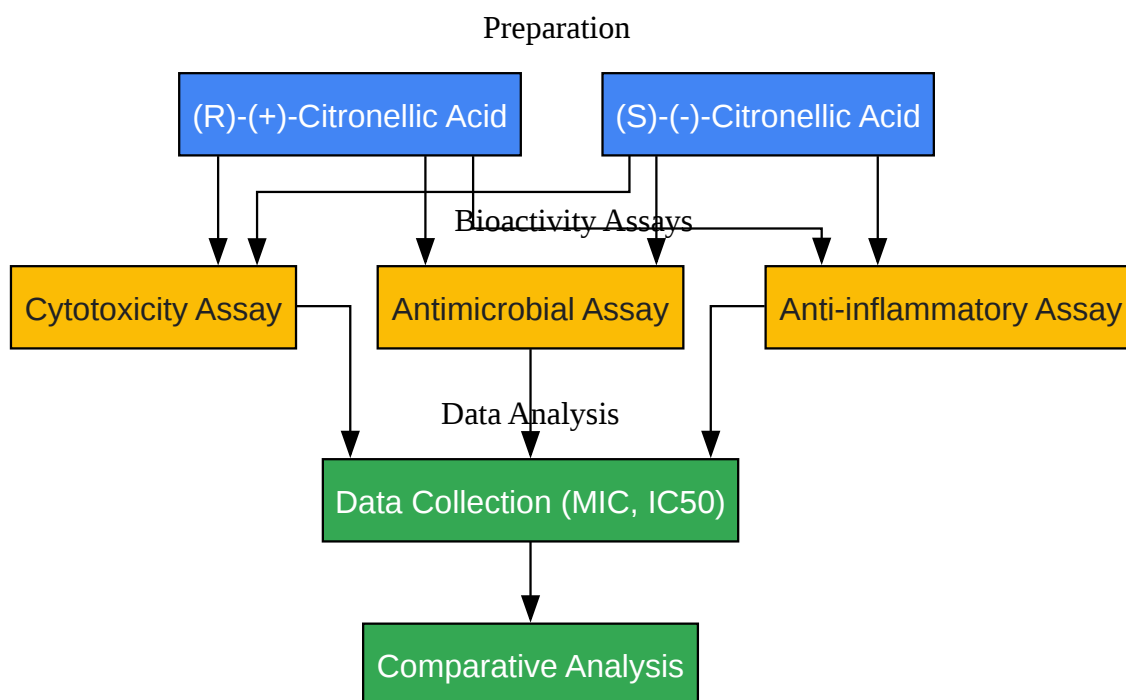 Preparation
(R)-(+)-Citronellic Acid
(S)-(-)-Citronellic Acid
Bioactivity Assays
Cytotoxicity Assay
Antimicrobial Assay
Anti-inflammatory Assay
Data Analysis
Data Collection (MIC, IC50)
Comparative Analysis